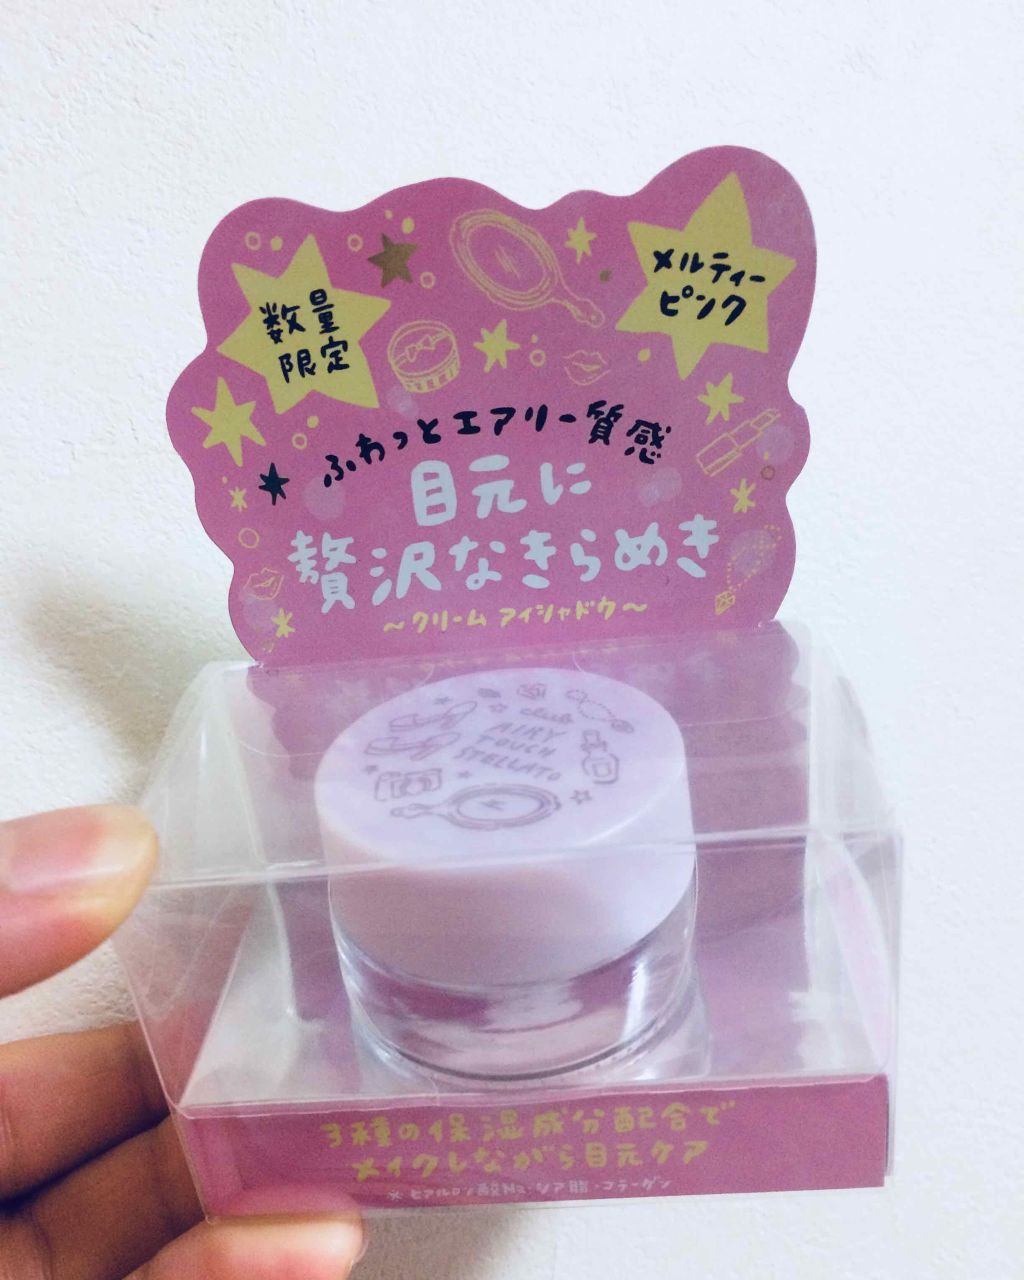 数量
限定
メルティー
ピンク
ふわっとエアリー質感
目元に
贅沢なきらめき
~クリーム アイシャドウ~
club
AIRY
TOUCH
STELLATO
3種の保湿成分配合で
メイクしながら目元ケア
※ ヒアルロン酸Na・シア脂・コラーゲン